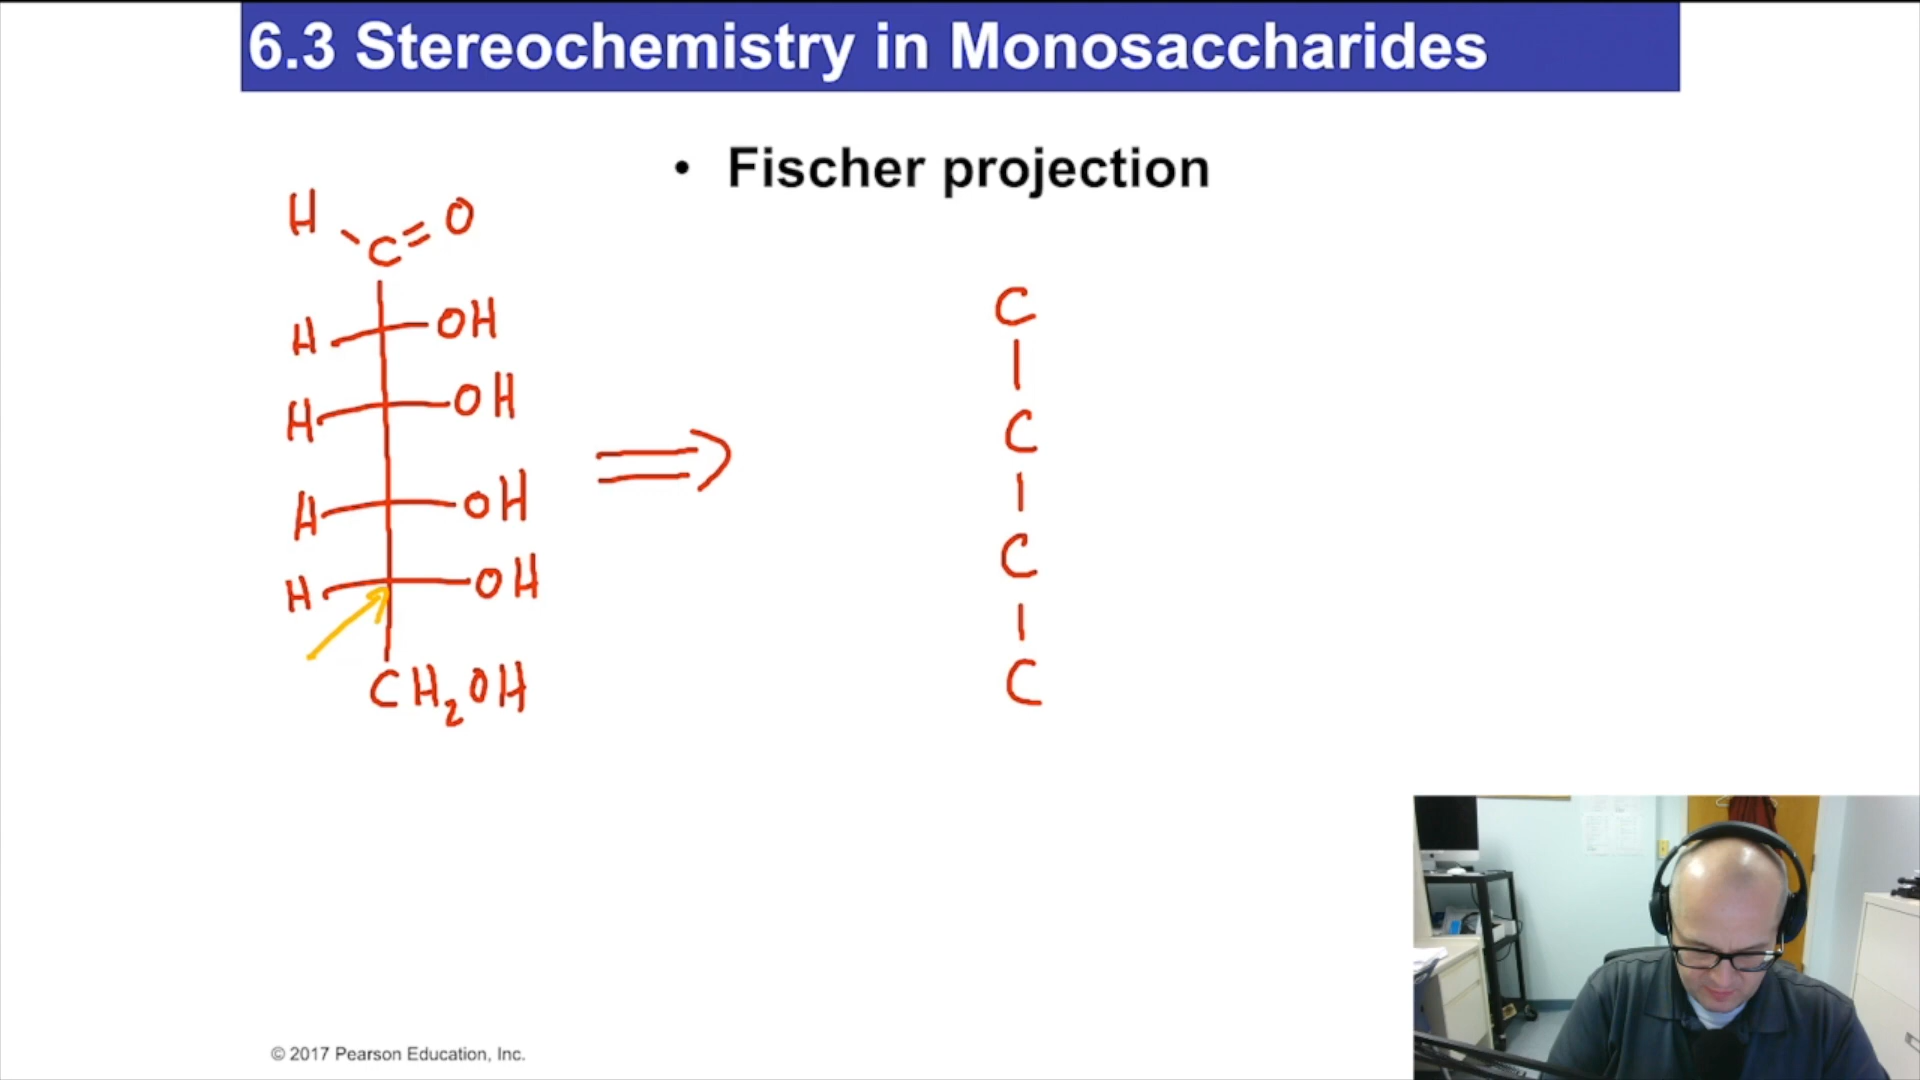 6.3 Stereochemistry in Monosaccharides
• Fischer projection
H C=O
H OH
H OH
H OH
H OH
CH₂OH
C
C
C
C
© 2017 Pearson Education, Inc.